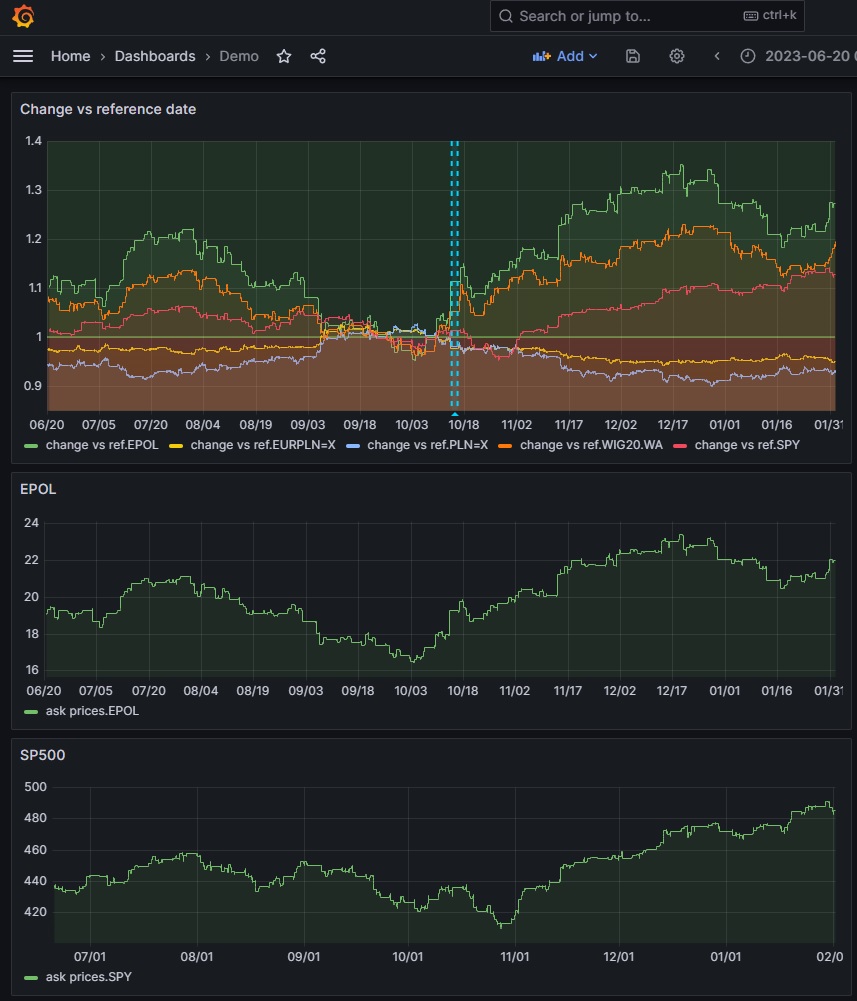 Search or jump to... ctrl+k
Home › Dashboards › Demo Add 2023-06-20
Change vs reference date
1.4
1.3
1.2
1.1
1
0.9
06/20 07/05 07/20 08/04 08/19 09/03 09/18 10/03 10/18 11/02 11/17 12/02 12/17 01/01 01/16 01/31
change vs ref.EPOL change vs ref.EURPLN=X change vs ref.PLN=X change vs ref.WIG20.WA change vs ref.SPY
EPOL
24
22
20
18
16
06/20 07/05 07/20 08/04 08/19 09/03 09/18 10/03 10/18 11/02 11/17 12/02 12/17 01/01 01/16 01/31
ask prices.EPOL
SP500
500
480
460
440
420
07/01 08/01 09/01 10/01 11/01 12/01 01/01 02/0
ask prices.SPY